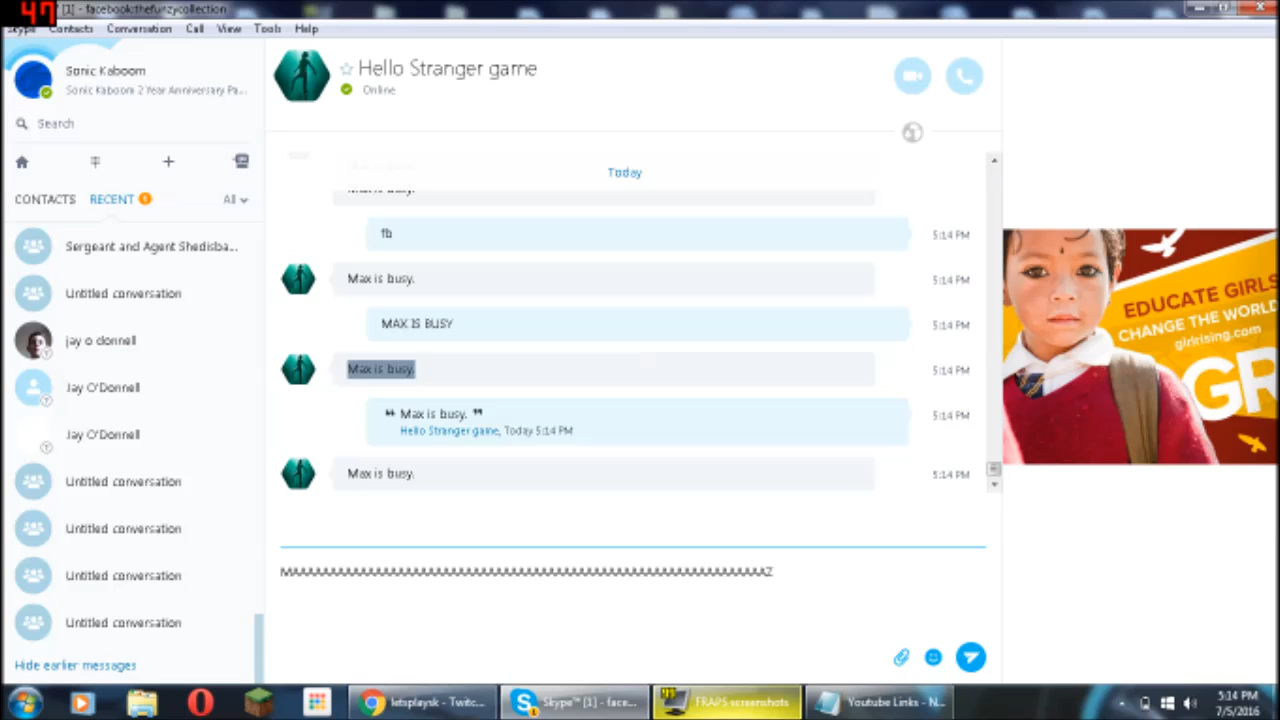 47
[1] - facebook:thefunzycollection
Skype Contacts Conversation Call View Tools Help
Sonic Kaboom
Sonic Kaboom 2 Year Anniversary Pa...
Search
CONTACTS RECENT All
Sergeant and Agent Shedisba...
Untitled conversation
jay o donnell
Jay O'Donnell
Jay O'Donnell
Untitled conversation
Untitled conversation
Untitled conversation
Untitled conversation
Hide earlier messages
Hello Stranger game
Online
Today
Max is busy.
fb 5:14 PM
Max is busy. 5:14 PM
MAX IS BUSY 5:14 PM
Max is busy. 5:14 PM
❝ Max is busy. ❞ 5:14 PM
Hello Stranger game, Today 5:14 PM
Max is busy. 5:14 PM
EDUCATE GIRLS
CHANGE THE WORLD
girlrising.com
GR
letsplaysk - Twitc...
Skype™ [1] - face...
FRAPS screenshots
Youtube Links - N...
5:14 PM
7/5/2016